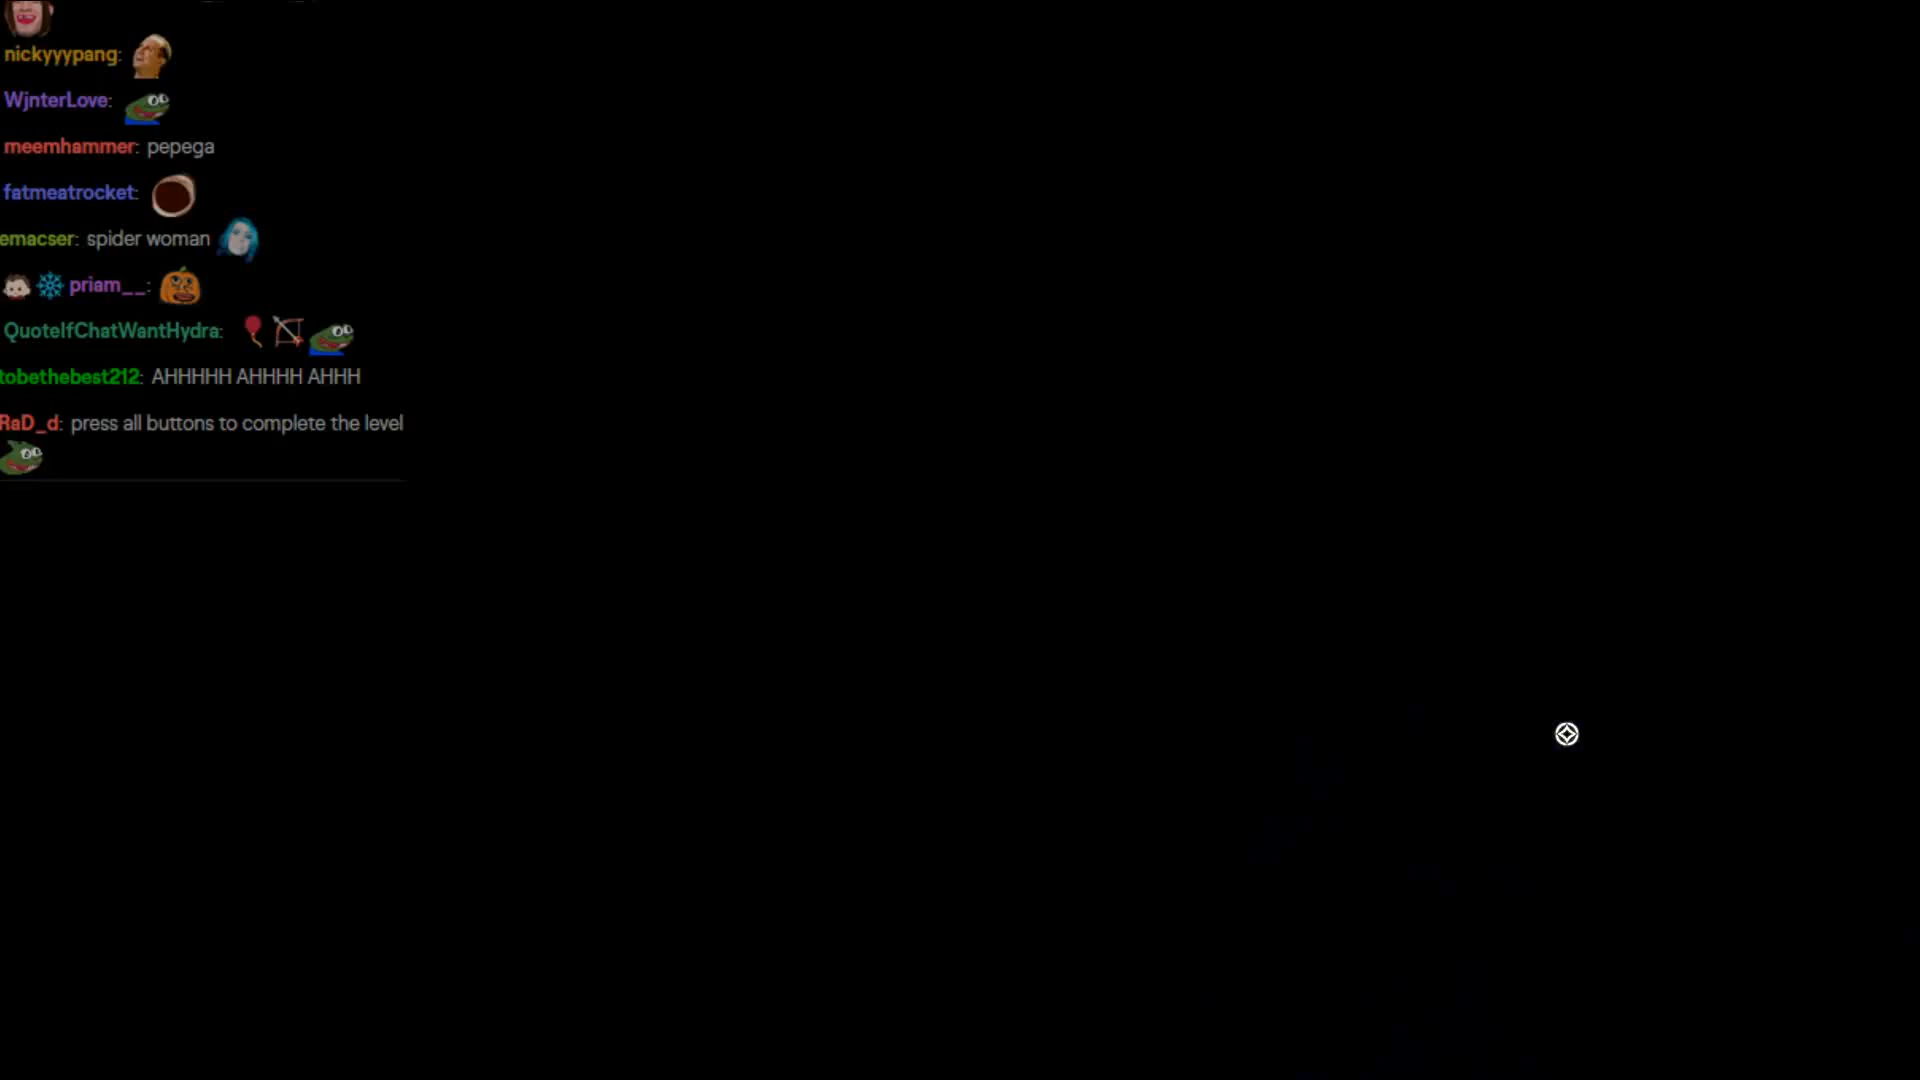 nickyyypang:
WjnterLove:
meemhammer: pepega
fatmeatrocket:
emacser: spider woman
priam__:
QuoteIfChatWantHydra:
tobethebest212: AHHHHH AHHHH AHHH
RaD_d: press all buttons to complete the level